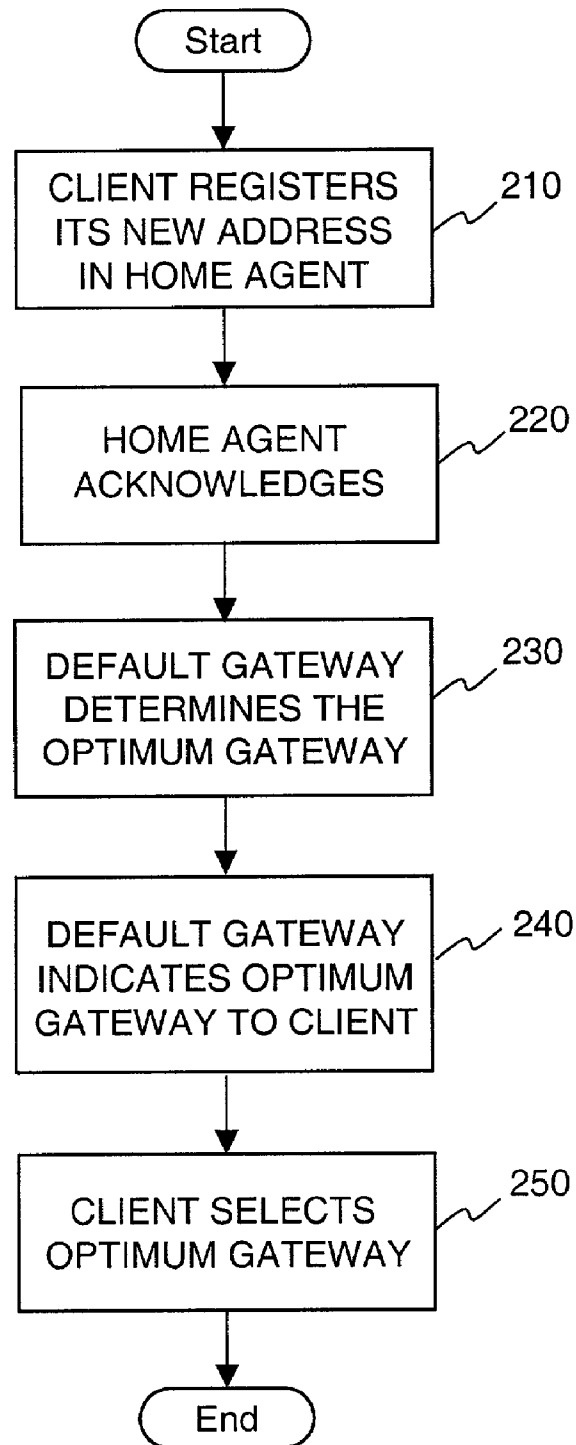 Start
CLIENT REGISTERS
ITS NEW ADDRESS
IN HOME AGENT
210
HOME AGENT
ACKNOWLEDGES
220
DEFAULT GATEWAY
DETERMINES THE
OPTIMUM GATEWAY
230
DEFAULT GATEWAY
INDICATES OPTIMUM
GATEWAY TO CLIENT
240
CLIENT SELECTS
OPTIMUM GATEWAY
250
End